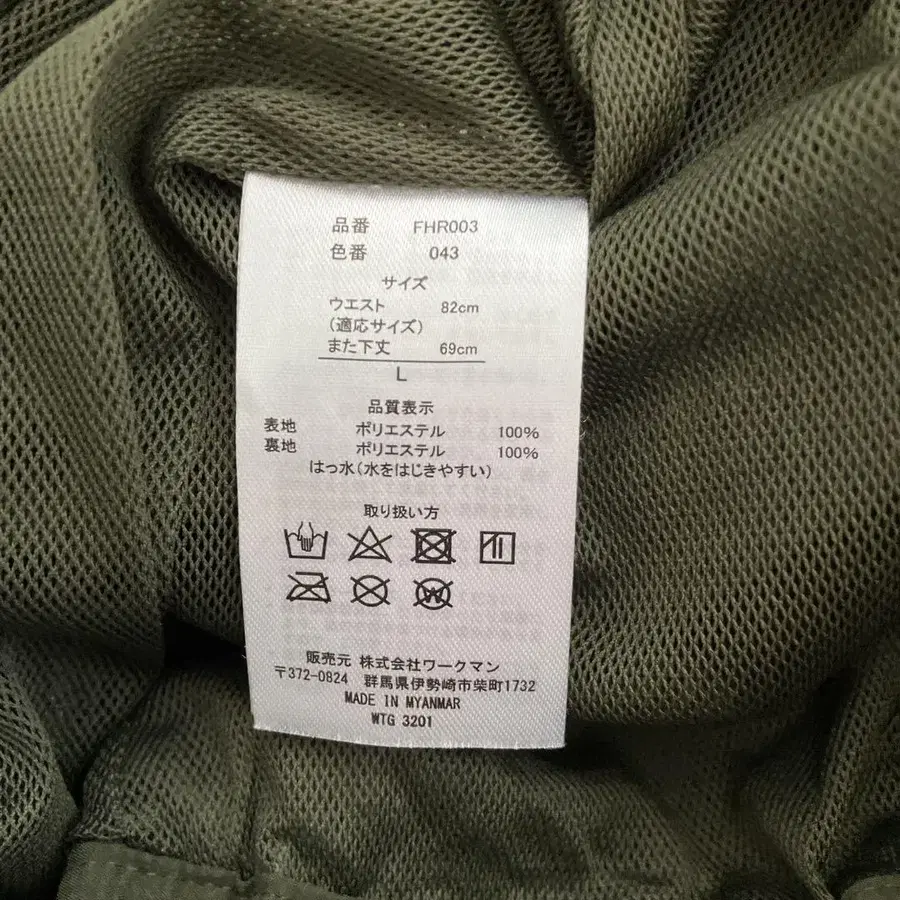 品番 FHR003
色番 043
サイズ
ウエスト 82cm
(適応サイズ)
また下丈 69cm
L
品質表示
表地 ポリエステル 100%
裏地 ポリエステル 100%
はっ水(水をはじきやすい)
取り扱い方
W
販売元 株式会社ワークマン
〒372-0824 群馬県伊勢崎市柴町1732
MADE IN MYANMAR
WTG 3201